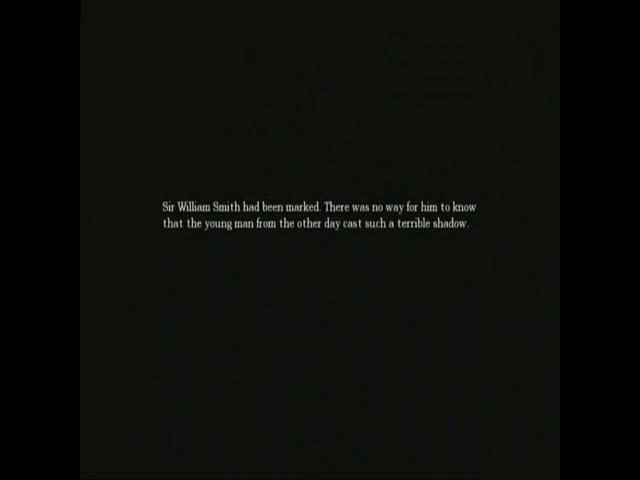 Sir William Smith had been marked. There was no way for him to know
that the young man from the other day cast such a terrible shadow.